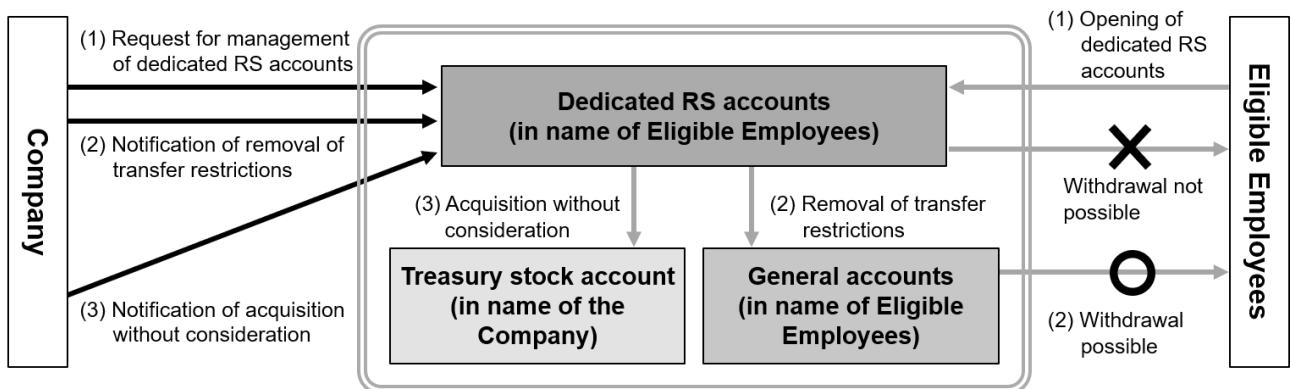 Company
(1) Request for management
of dedicated RS accounts
(2) Notification of removal of
transfer restrictions
(3) Notification of acquisition
without consideration
Dedicated RS accounts
(in name of Eligible Employees)
(3) Acquisition without
consideration
(2) Removal of transfer
restrictions
Treasury stock account
(in name of the
Company)
General accounts
(in name of Eligible
Employees)
(1) Opening of
dedicated RS
accounts
Withdrawal not
possible
(2) Withdrawal
possible
Eligible Employees